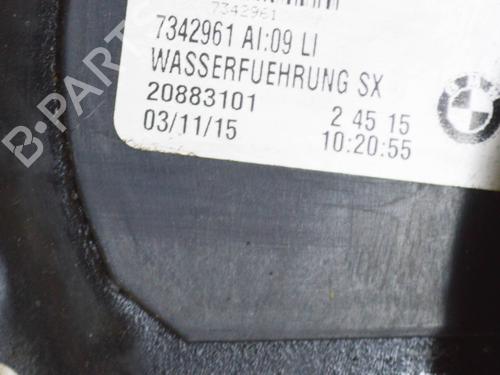 7342961
7342961 AI:09 LI
WASSERFUEHRUNG SX
20883101 2 45 15
03/11/15 10:20:55
B-PARTS